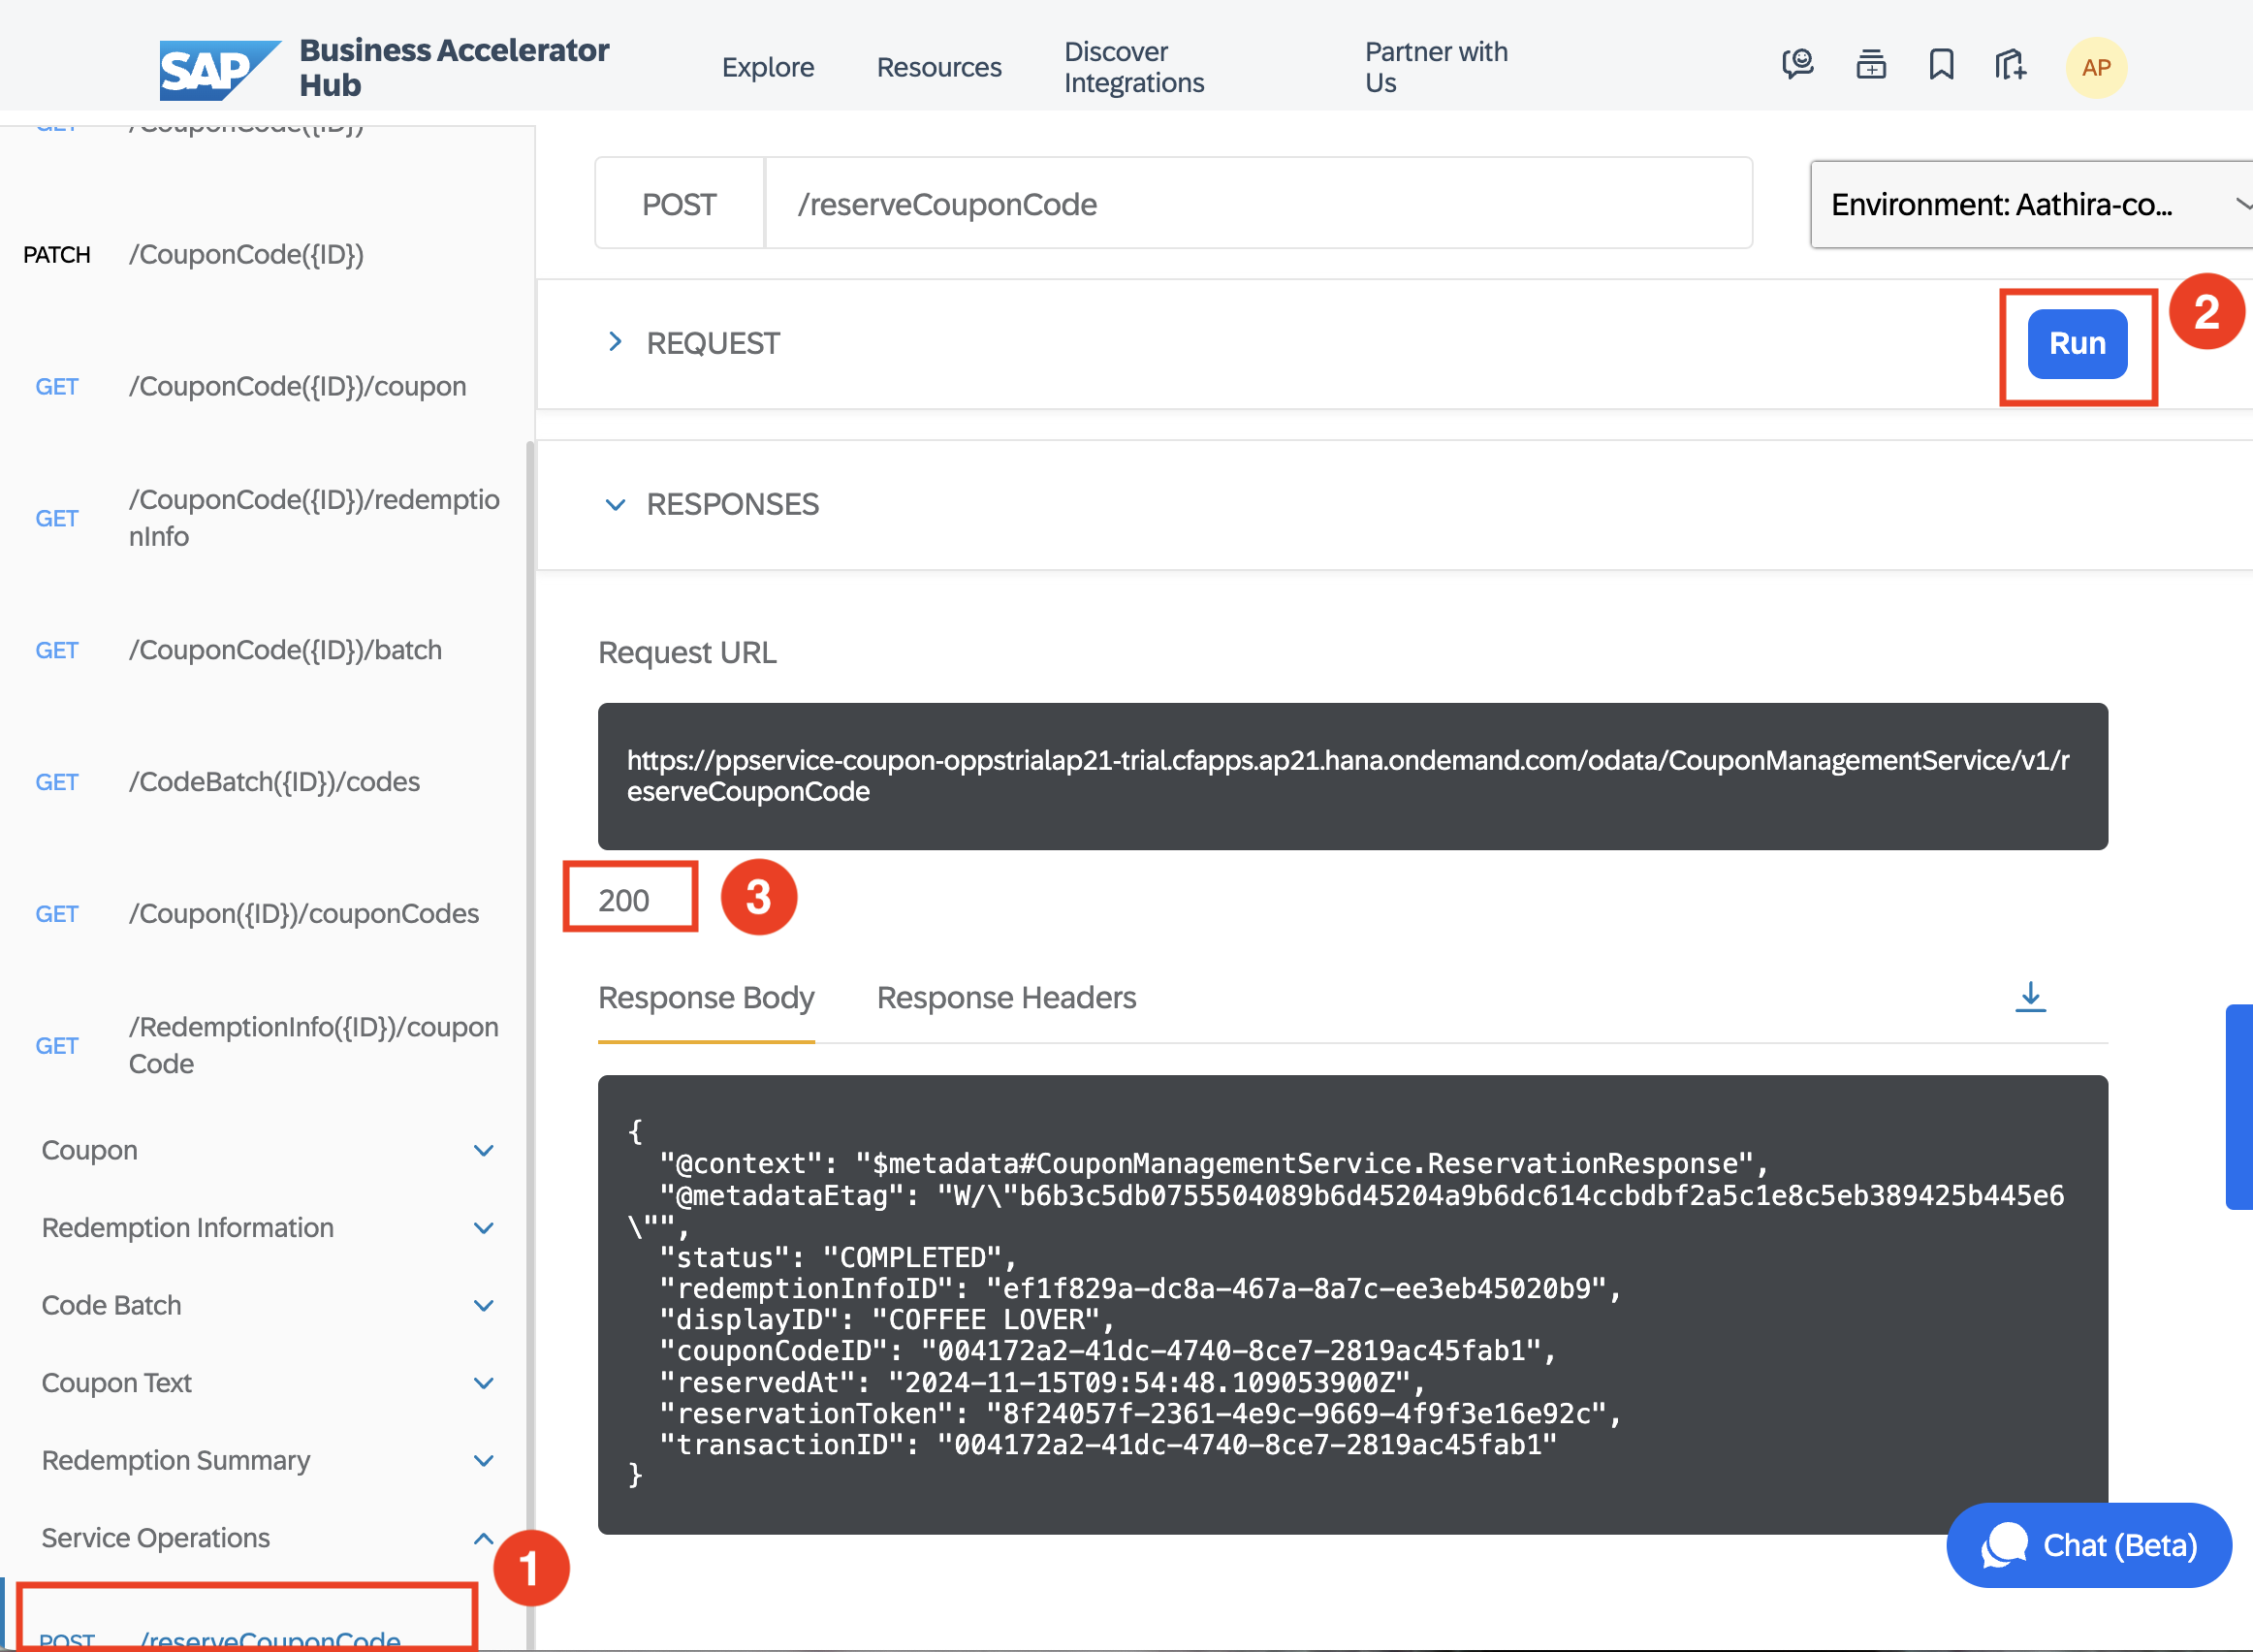 SAP
Business Accelerator
Hub
Explore
Resources
Discover
Integrations
Partner with
Us
AP
GET /CouponCode({ID})
PATCH /CouponCode({ID})
GET /CouponCode({ID})/coupon
GET /CouponCode({ID})/redemptio
nInfo
GET /CouponCode({ID})/batch
GET /CodeBatch({ID})/codes
GET /Coupon({ID})/couponCodes
GET /RedemptionInfo({ID})/coupon
Code
Coupon
Redemption Information
Code Batch
Coupon Text
Redemption Summary
Service Operations
1
POST /reserveCouponCode
POST /reserveCouponCode
Environment: Aathira-co...
REQUEST
Run
2
RESPONSES
Request URL
https://ppservice-coupon-oppstrialap21-trial.cfapps.ap21.hana.ondemand.com/odata/CouponManagementService/v1/r
eserveCouponCode
200
3
Response Body
Response Headers
{
"@context": "$metadata#CouponManagementService.ReservationResponse",
"@metadataEtag": "W/\"b6b3c5db0755504089b6d45204a9b6dc614ccbdbf2a5c1e8c5eb389425b445e6
\"",
"status": "COMPLETED",
"redemptionInfoID": "ef1f829a-dc8a-467a-8a7c-ee3eb45020b9",
"displayID": "COFFEE LOVER",
"couponCodeID": "004172a2-41dc-4740-8ce7-2819ac45fab1",
"reservedAt": "2024-11-15T09:54:48.109053900Z",
"reservationToken": "8f24057f-2361-4e9c-9669-4f9f3e16e92c",
"transactionID": "004172a2-41dc-4740-8ce7-2819ac45fab1"
}
Chat (Beta)